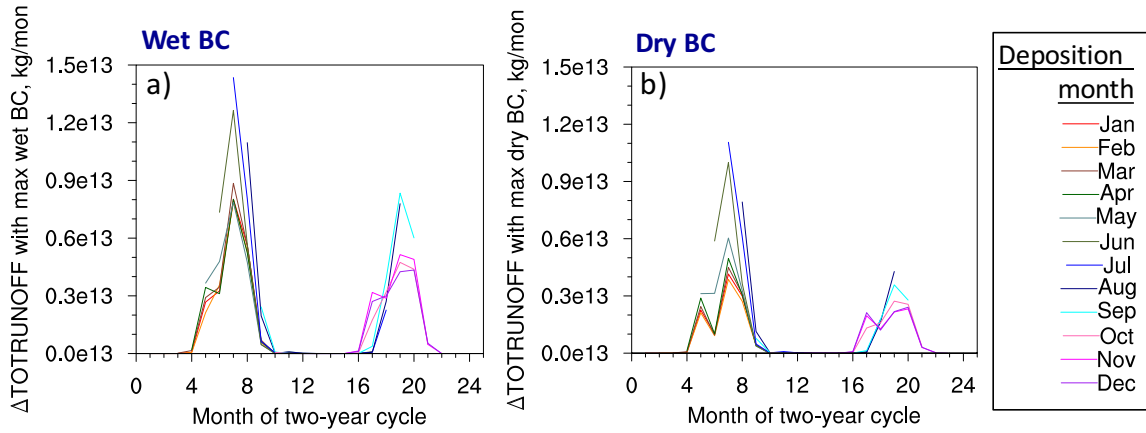 Wet BC
ΔTOTRUNOFF with max wet BC, kg/mon
1.5e13
1.2e13
0.9e13
0.6e13
0.3e13
0.0e13
a)
0 4 8 12 16 20 24
Month of two-year cycle
Dry BC
ΔTOTRUNOFF with max dry BC, kg/mon
1.5e13
1.2e13
0.9e13
0.6e13
0.3e13
0.0e13
b)
0 4 8 12 16 20 24
Month of two-year cycle
Deposition
month
Jan
Feb
Mar
Apr
May
Jun
Jul
Aug
Sep
Oct
Nov
Dec